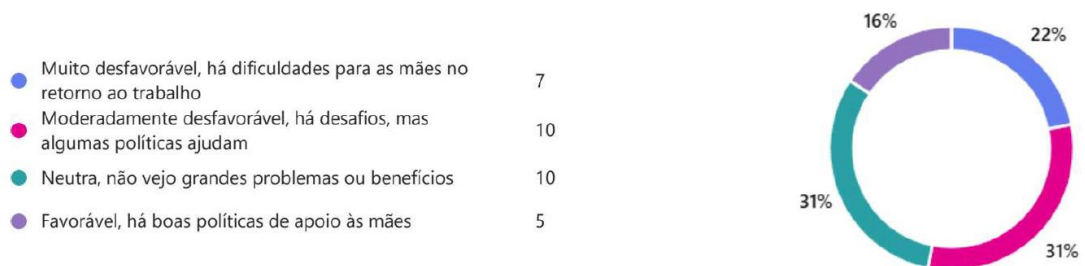 Muito desfavorável, há dificuldades para as mães no
retorno ao trabalho
7
Moderadamente desfavorável, há desafios, mas
algumas políticas ajudam
10
Neutra, não vejo grandes problemas ou benefícios
10
Favorável, há boas políticas de apoio às mães
5
16%
22%
31%
31%